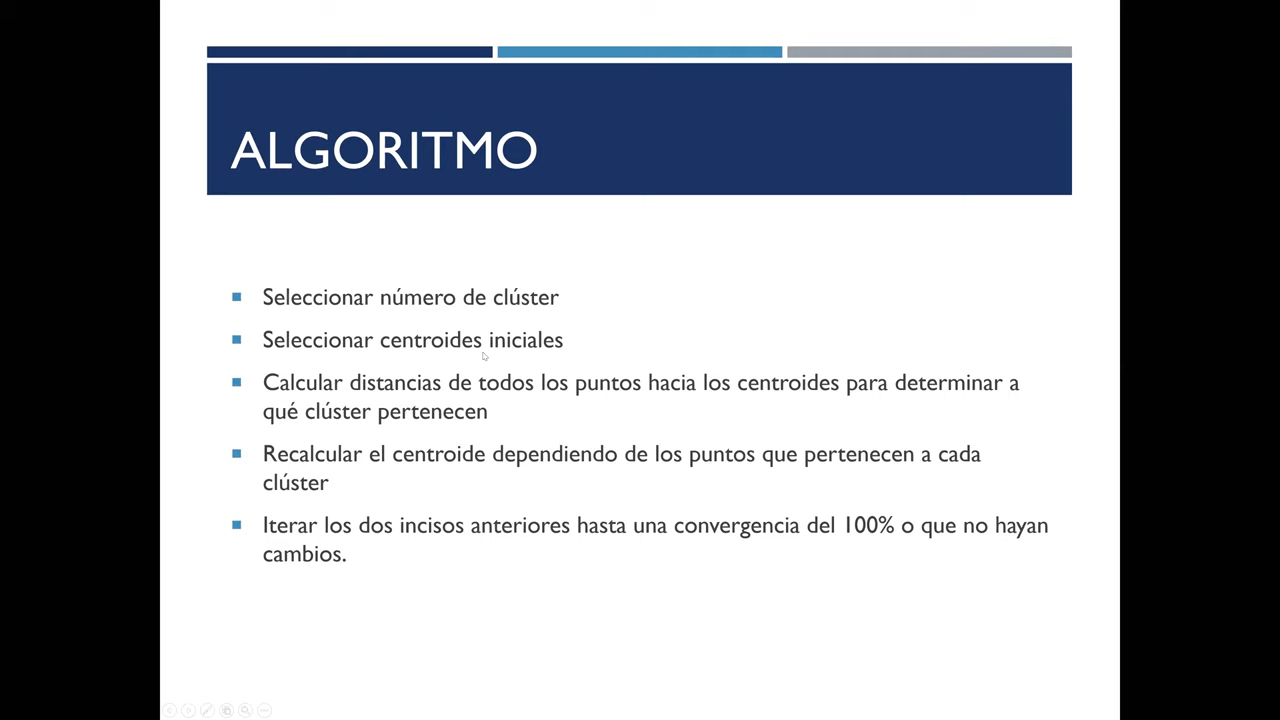 ALGORITMO
Seleccionar número de clúster
Seleccionar centroides iniciales
Calcular distancias de todos los puntos hacia los centroides para determinar a
qué clúster pertenecen
Recalcular el centroide dependiendo de los puntos que pertenecen a cada
clúster
Iterar los dos incisos anteriores hasta una convergencia del 100% o que no hayan
cambios.